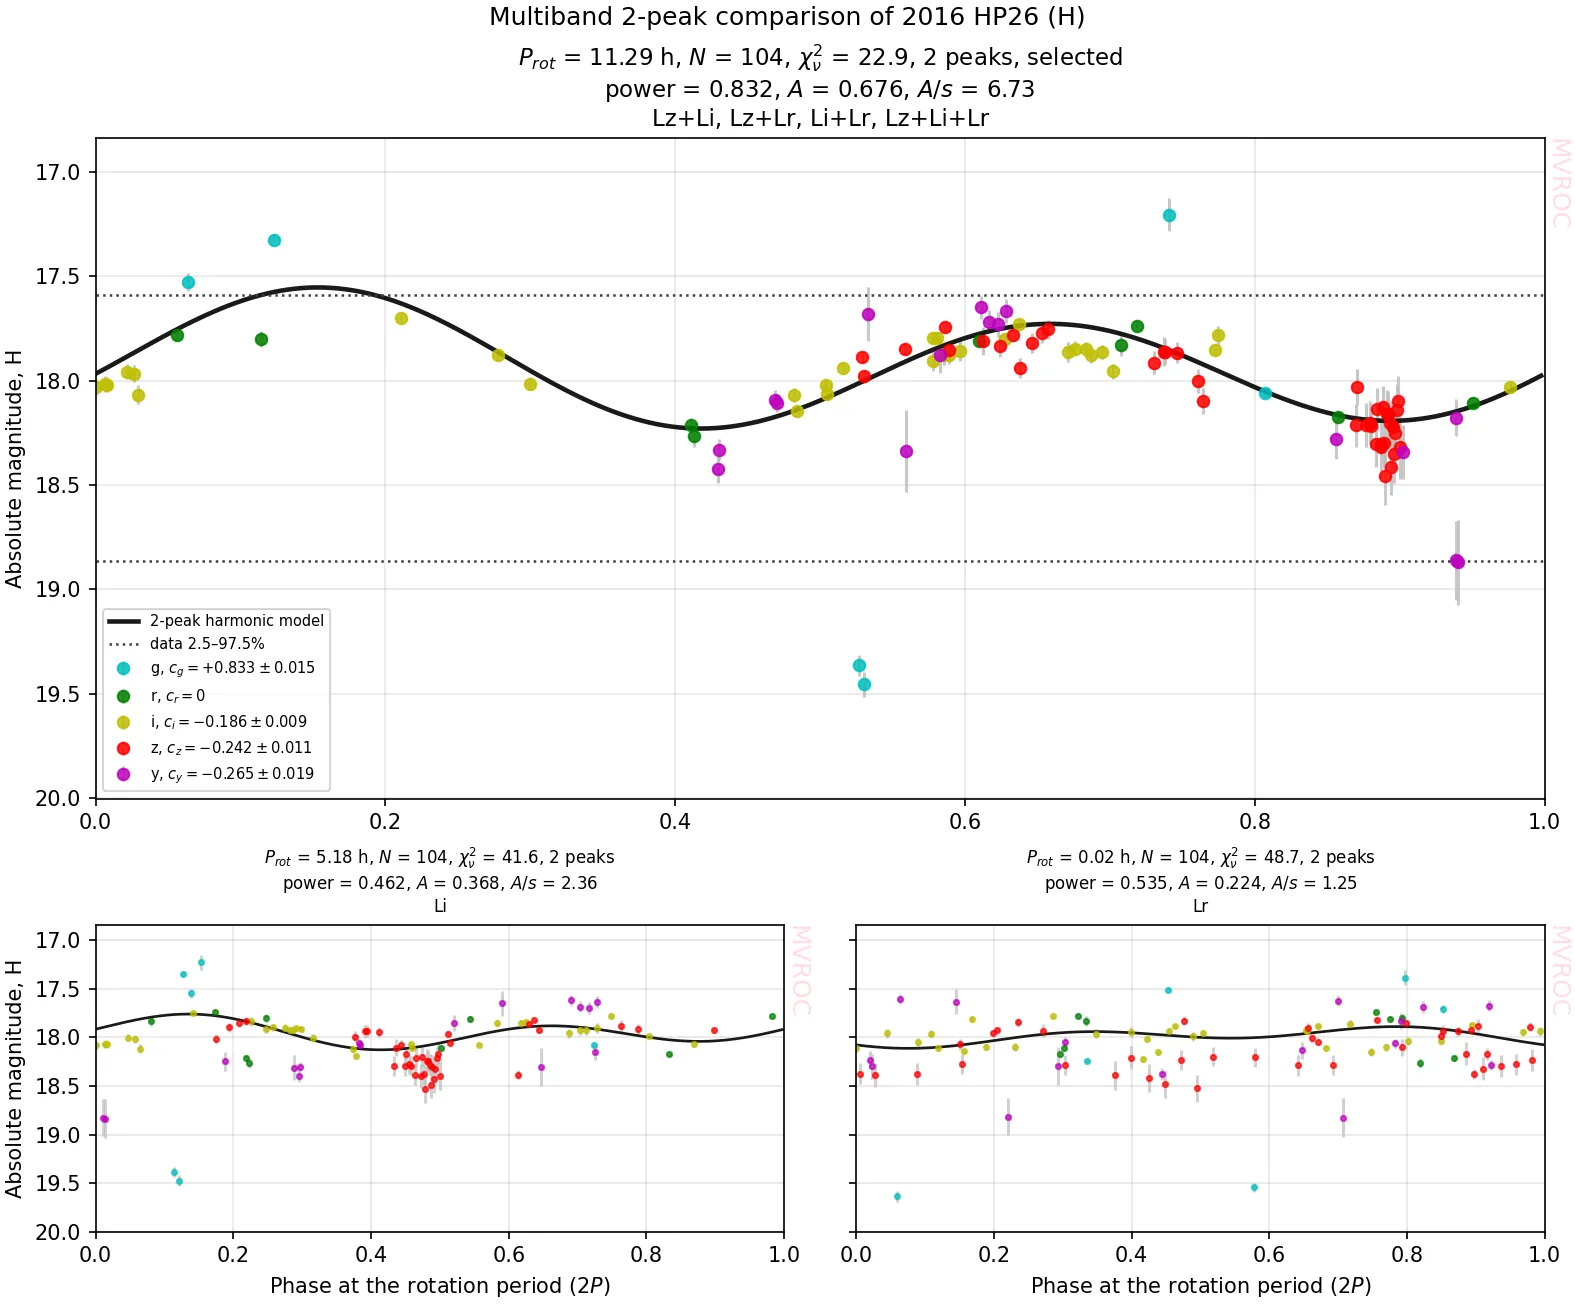 Multiband 2-peak comparison of 2016 HP26 (H)
P_rot = 11.29 h, N = 104, χ²_ν = 22.9, 2 peaks, selected
power = 0.832, A = 0.676, A/s = 6.73
Lz+Li, Lz+Lr, Li+Lr, Lz+Li+Lr
MVROC
Absolute magnitude, H
17.0
17.5
18.0
18.5
19.0
19.5
20.0
2-peak harmonic model
data 2.5–97.5%
g, c_g = +0.833 ± 0.015
r, c_r = 0
i, c_i = −0.186 ± 0.009
z, c_z = −0.242 ± 0.011
y, c_y = −0.265 ± 0.019
0.0 0.2 0.4 0.6 0.8 1.0
P_rot = 5.18 h, N = 104, χ²_ν = 41.6, 2 peaks
power = 0.462, A = 0.368, A/s = 2.36
Li
MVROC
Absolute magnitude, H
17.0
17.5
18.0
18.5
19.0
19.5
20.0
0.0 0.2 0.4 0.6 0.8 1.0
Phase at the rotation period (2P)
P_rot = 0.02 h, N = 104, χ²_ν = 48.7, 2 peaks
power = 0.535, A = 0.224, A/s = 1.25
Lr
MVROC
0.0 0.2 0.4 0.6 0.8 1.0
Phase at the rotation period (2P)